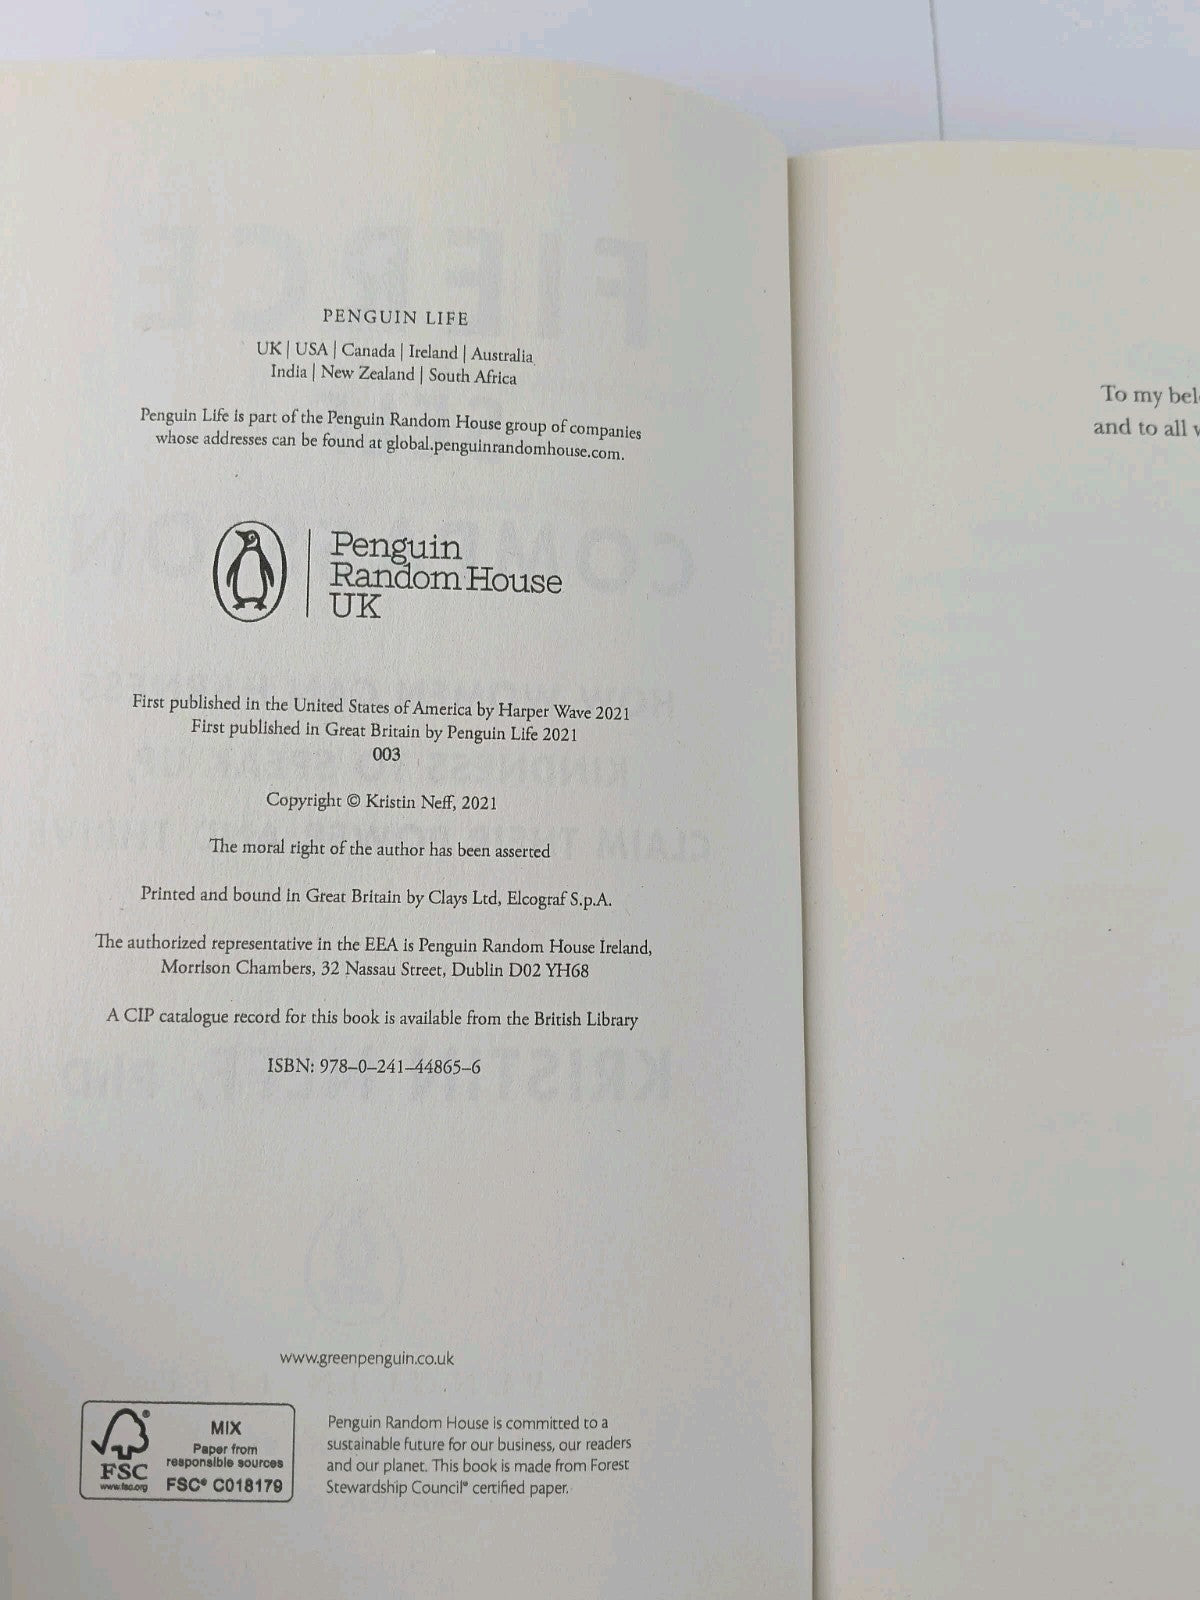 PENGUIN LIFE
UK | USA | Canada | Ireland | Australia
India | New Zealand | South Africa
Penguin Life is part of the Penguin Random House group of companies
whose addresses can be found at global.penguinrandomhouse.com.
Penguin
Random House
UK
First published in the United States of America by Harper Wave 2021
First published in Great Britain by Penguin Life 2021
003
Copyright © Kristin Neff, 2021
The moral right of the author has been asserted
Printed and bound in Great Britain by Clays Ltd, Elcograf S.p.A.
The authorized representative in the EEA is Penguin Random House Ireland,
Morrison Chambers, 32 Nassau Street, Dublin D02 YH68
A CIP catalogue record for this book is available from the British Library
ISBN: 978–0–241–44865–6
www.greenpenguin.co.uk
FSC
www.fsc.org
MIX
Paper from
responsible sources
FSC® C018179
Penguin Random House is committed to a
sustainable future for our business, our readers
and our planet. This book is made from Forest
Stewardship Council® certified paper.
To my
and to all